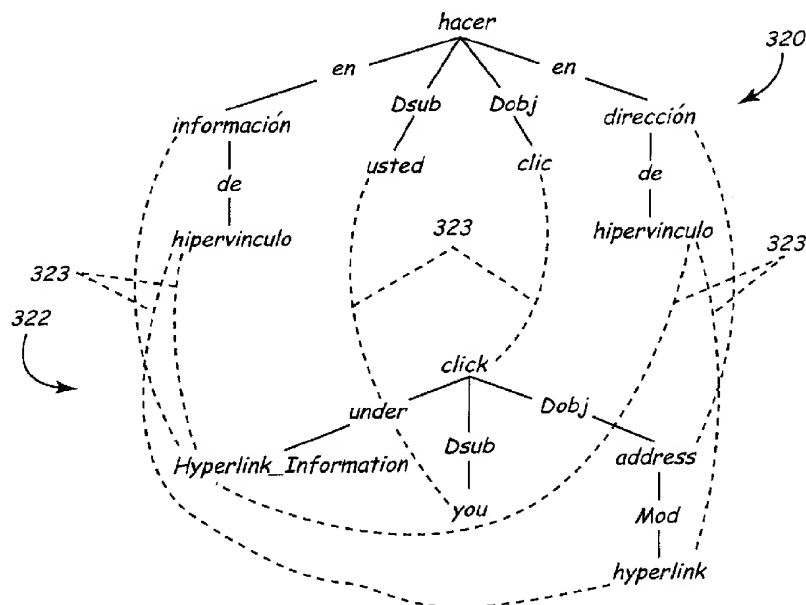 hacer
320
en
en
Dsub
Dobj
información
dirección
usted
clic
de
de
hipervinculo
323
hipervinculo
323
323
322
click
under
Dobj
Dsub
Hyperlink_Information
address
you
Mod
hyperlink